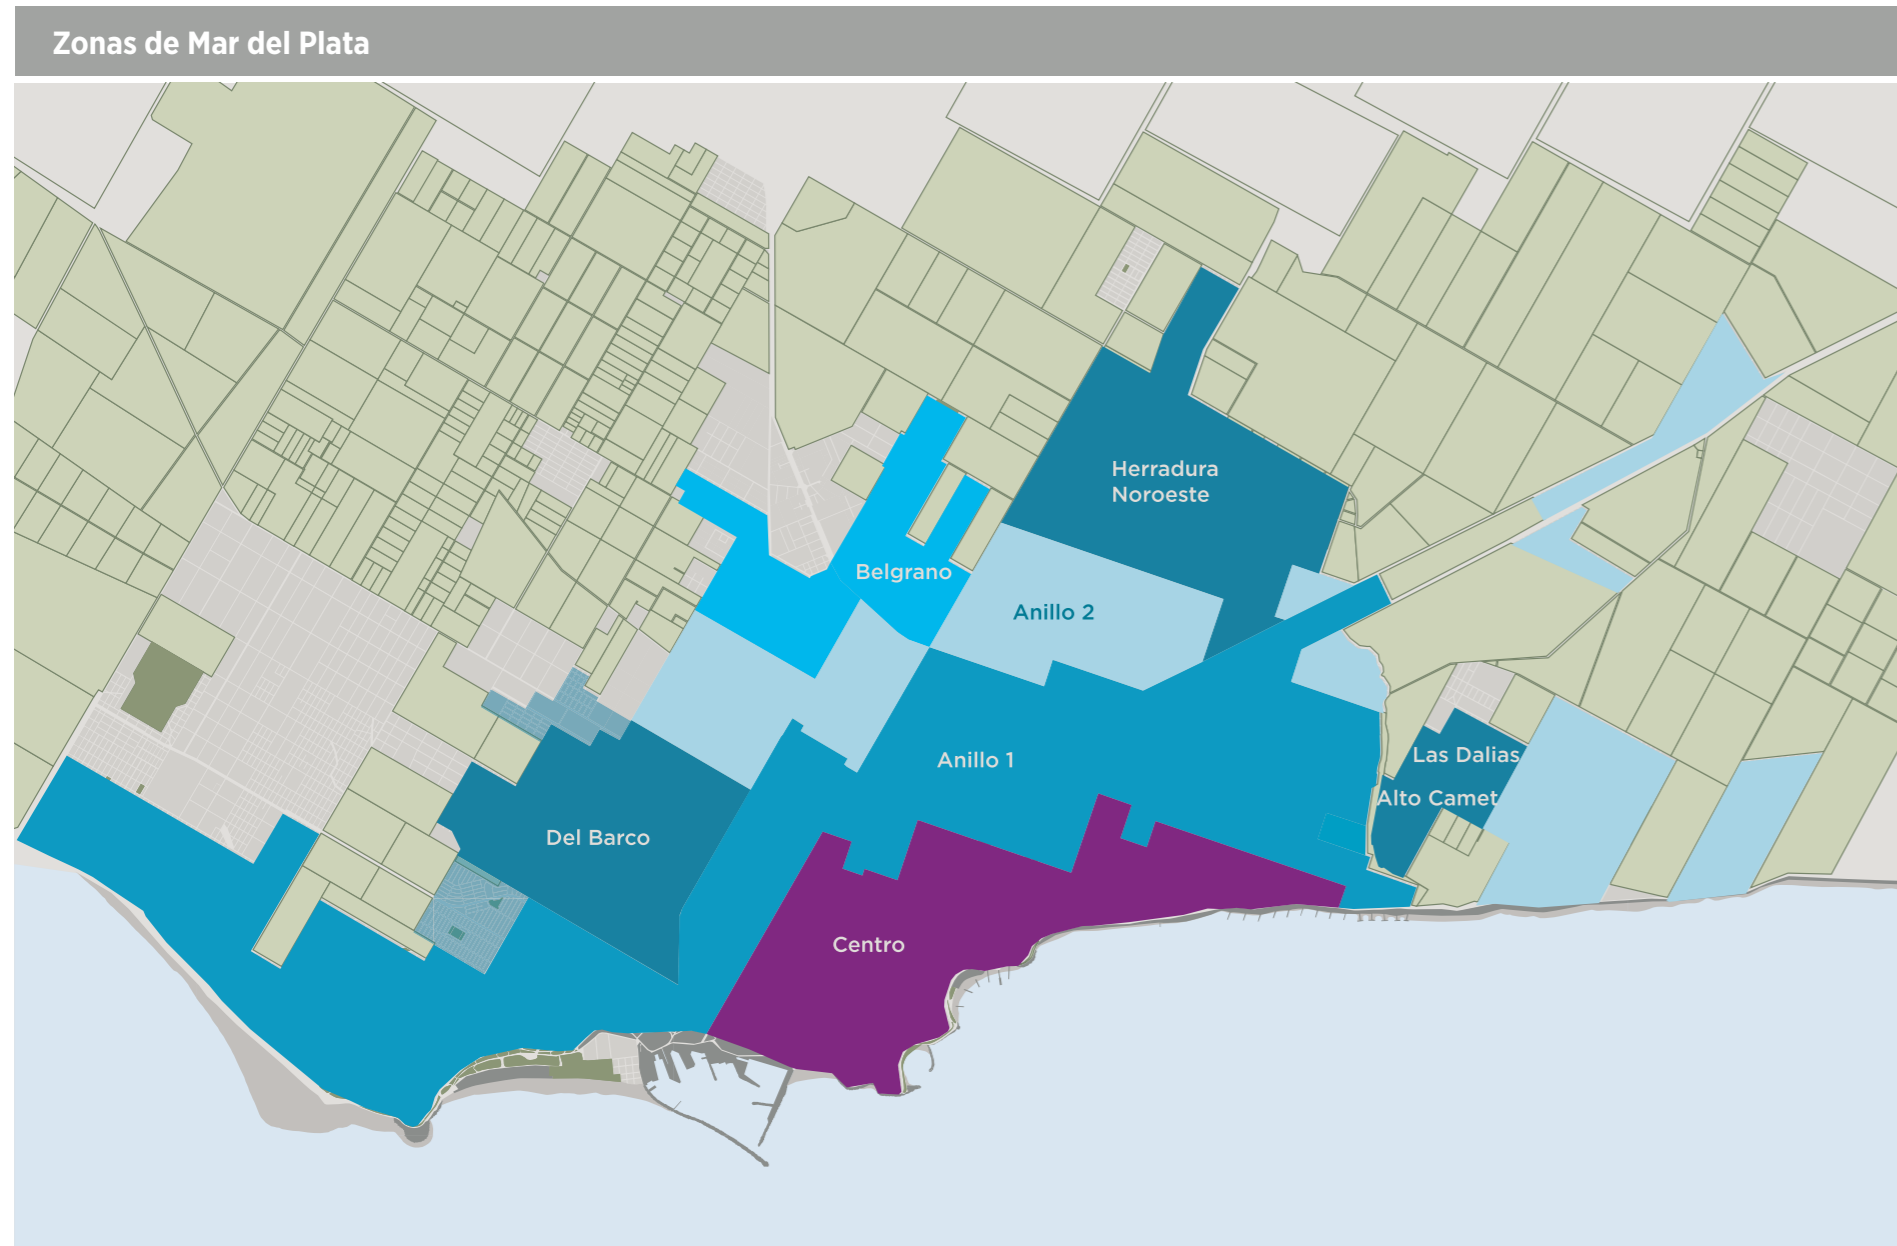 Zonas de Mar del Plata
Herradura
Noroeste
Belgrano
Anillo 2
Las Dalias
Anillo 1
Alto Camet
Del Barco
Centro